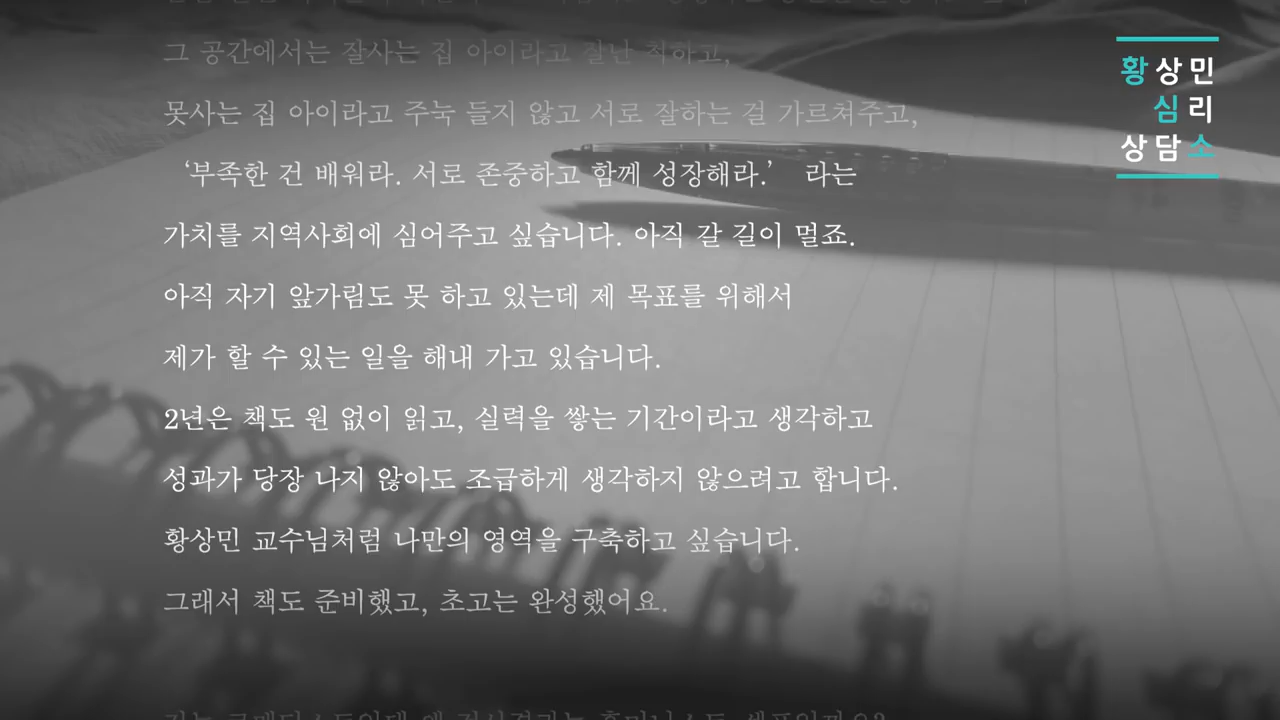 그 공간에서는 잘사는 집 아이라고 잘난 척하고,
못사는 집 아이라고 주눅 들지 않고 서로 잘하는 걸 가르쳐주고,
‘부족한 건 배워라. 서로 존중하고 함께 성장해라.’ 라는
가치를 지역사회에 심어주고 싶습니다. 아직 갈 길이 멀죠.
아직 자기 앞가림도 못 하고 있는데 제 목표를 위해서
제가 할 수 있는 일을 해내 가고 있습니다.
2년은 책도 원 없이 읽고, 실력을 쌓는 기간이라고 생각하고
성과가 당장 나지 않아도 조급하게 생각하지 않으려고 합니다.
황상민 교수님처럼 나만의 영역을 구축하고 싶습니다.
그래서 책도 준비했고, 초고는 완성했어요.
황상민
심리
상담소